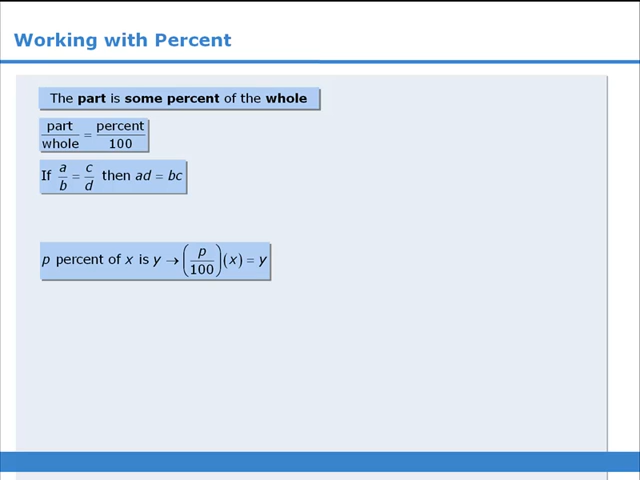 Working with Percent
The part is some percent of the whole
part/whole = percent/100
If a/b = c/d then ad = bc
p percent of x is y → (p/100)(x) = y